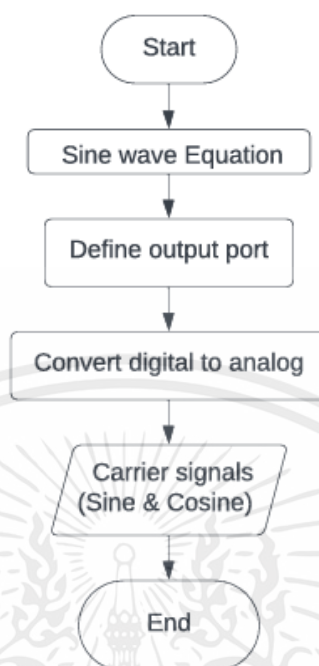 Start
Sine wave Equation
Define output port
Convert digital to analog
Carrier signals
(Sine & Cosine)
End